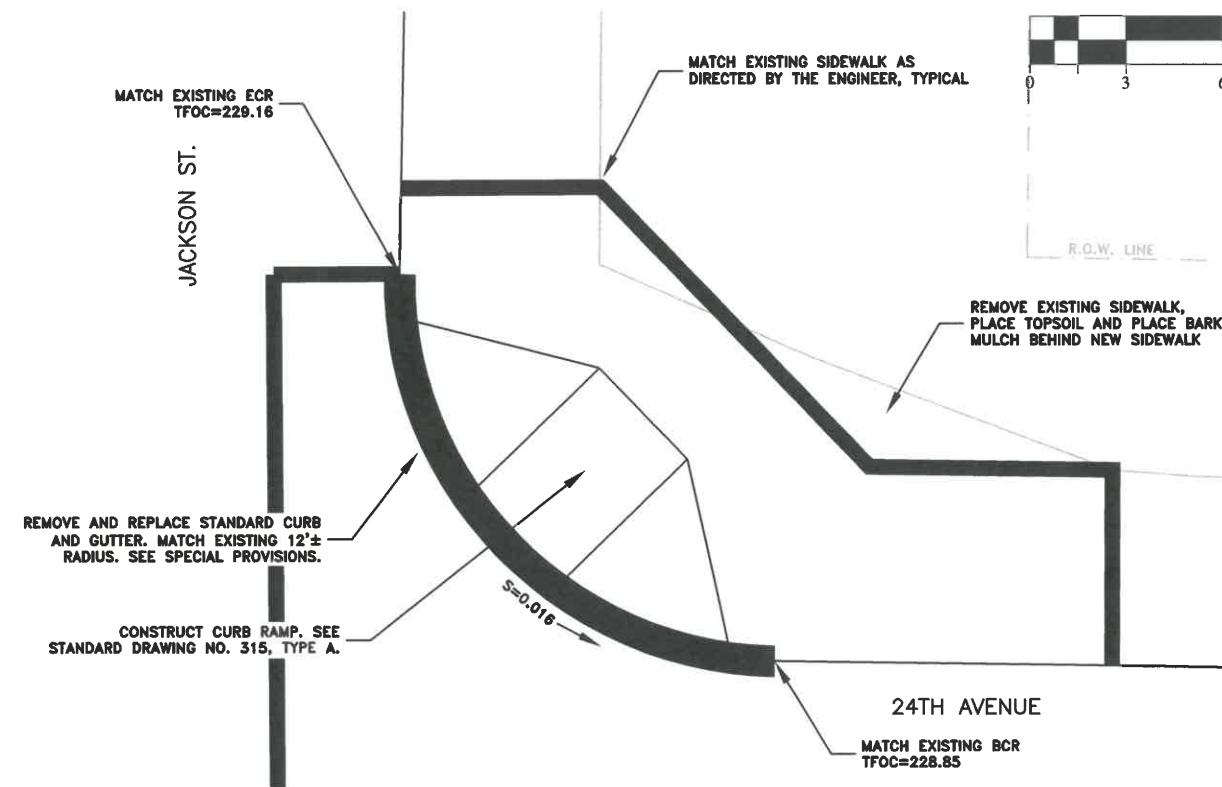 MATCH EXISTING SIDEWALK AS
DIRECTED BY THE ENGINEER, TYPICAL
MATCH EXISTING ECR
TFOC=229.16
JACKSON ST.
0 3 6
R.O.W. LINE
REMOVE EXISTING SIDEWALK,
PLACE TOPSOIL AND PLACE BARK
MULCH BEHIND NEW SIDEWALK
REMOVE AND REPLACE STANDARD CURB
AND GUTTER. MATCH EXISTING 12'±
RADIUS. SEE SPECIAL PROVISIONS.
S=0.016
CONSTRUCT CURB RAMP. SEE
STANDARD DRAWING NO. 315, TYPE A.
24TH AVENUE
MATCH EXISTING BCR
TFOC=228.85